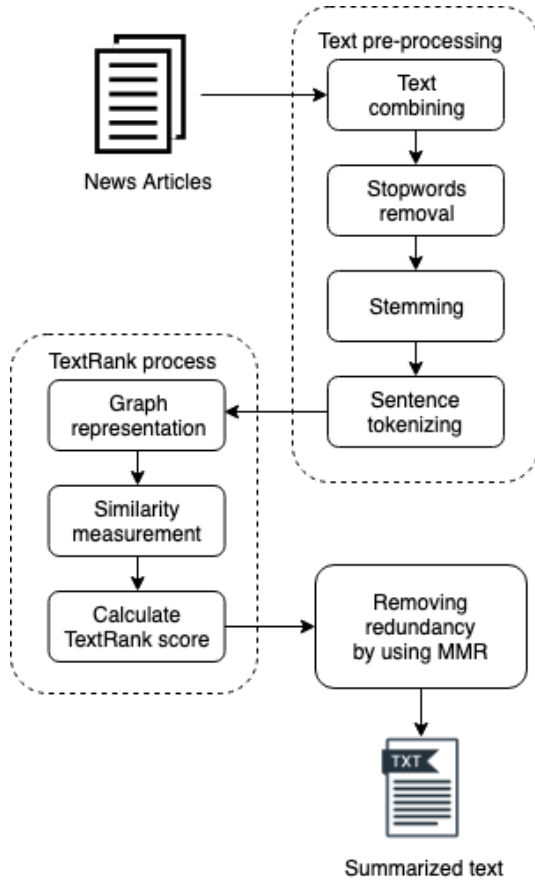 Text pre-processing
Text
combining
News Articles
Stopwords
removal
Stemming
Sentence
tokenizing
TextRank process
Graph
representation
Similarity
measurement
Calculate
TextRank score
Removing
redundancy
by using MMR
TXT
Summarized text